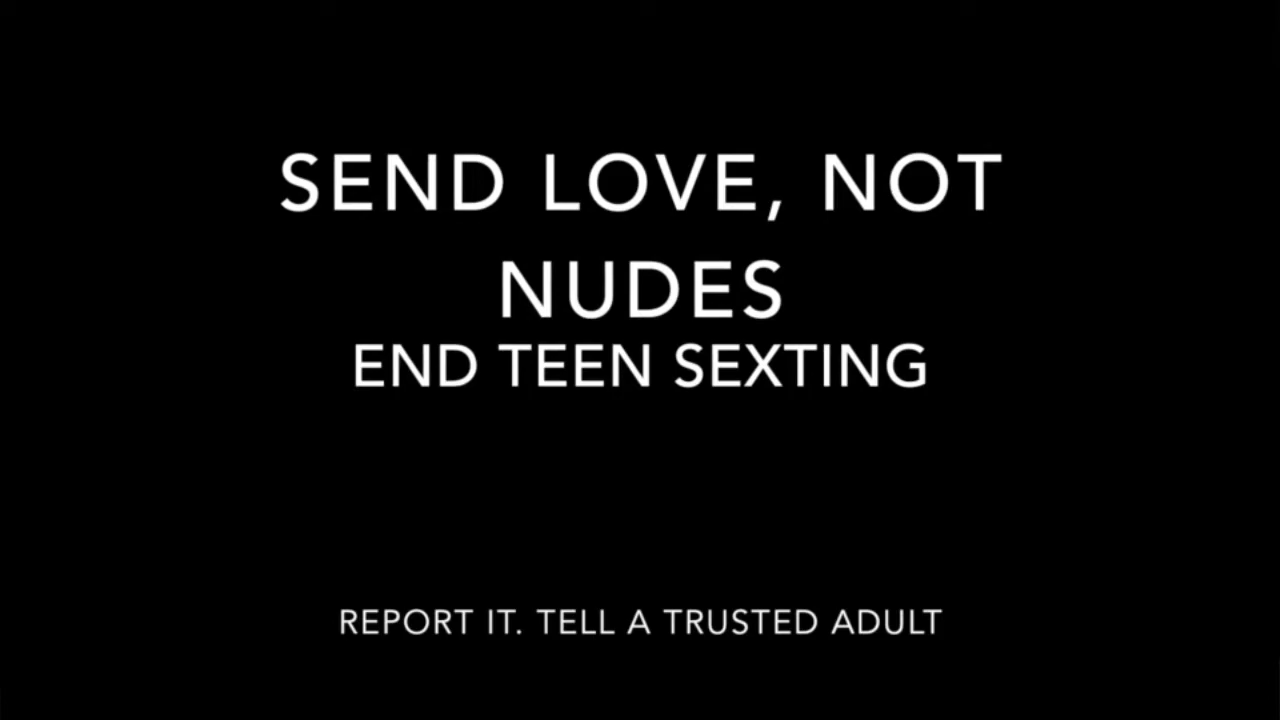 SEND LOVE, NOT
NUDES
END TEEN SEXTING
REPORT IT. TELL A TRUSTED ADULT